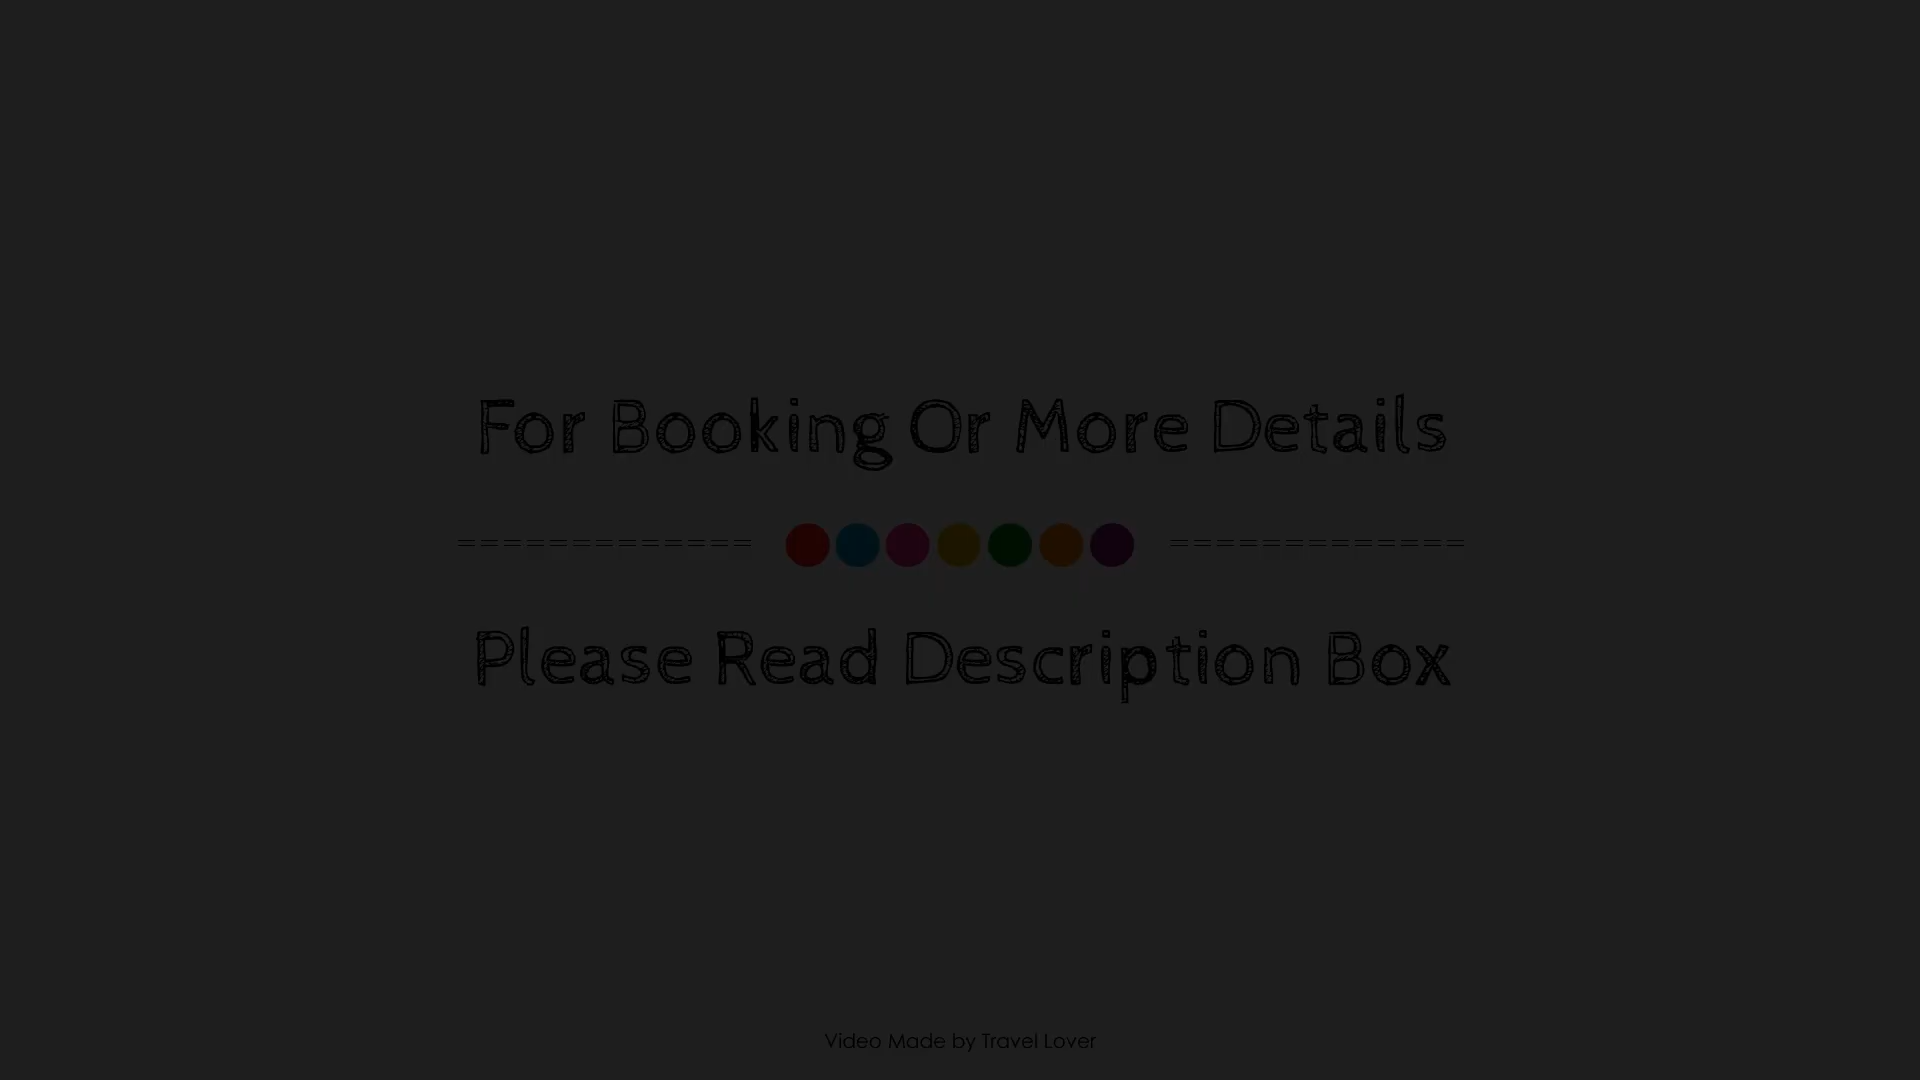 For Booking Or More Details
============= =============
Please Read Description Box
Video Made by Travel Lover